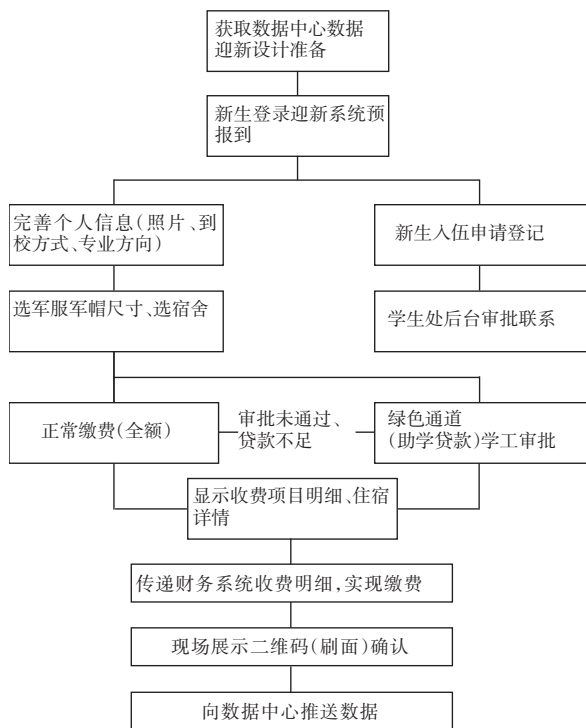 获取数据中心数据
迎新设计准备
新生登录迎新系统预
报到
完善个人信息(照片、到
校方式、专业方向)
新生入伍申请登记
选军服军帽尺寸、选宿舍
学生处后台审批联系
正常缴费(全额)
审批未通过、
贷款不足
绿色通道
(助学贷款)学工审批
显示收费项目明细、住宿
详情
传递财务系统收费明细,实现缴费
现场展示二维码(刷面)确认
向数据中心推送数据